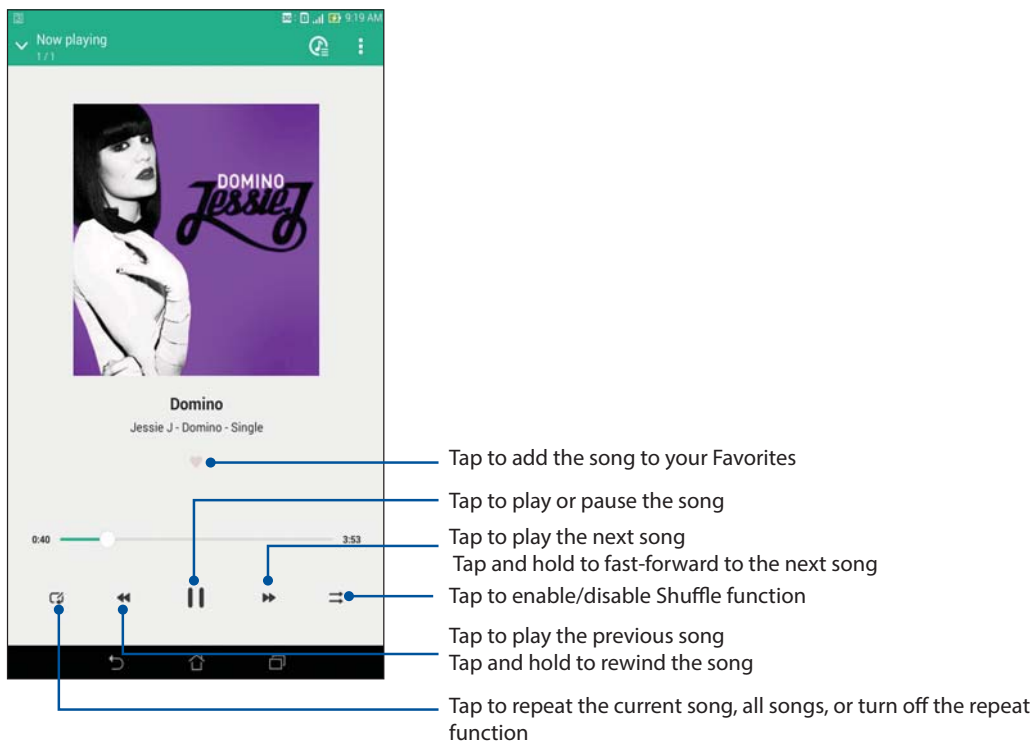 9:19 AM
Now playing
1 / 1
DOMINO
Jessie J
Domino
Jessie J - Domino - Single
Tap to add the song to your Favorites
Tap to play or pause the song
0:40
3:53
Tap to play the next song
Tap and hold to fast-forward to the next song
Tap to enable/disable Shuffle function
Tap to play the previous song
Tap and hold to rewind the song
Tap to repeat the current song, all songs, or turn off the repeat
function